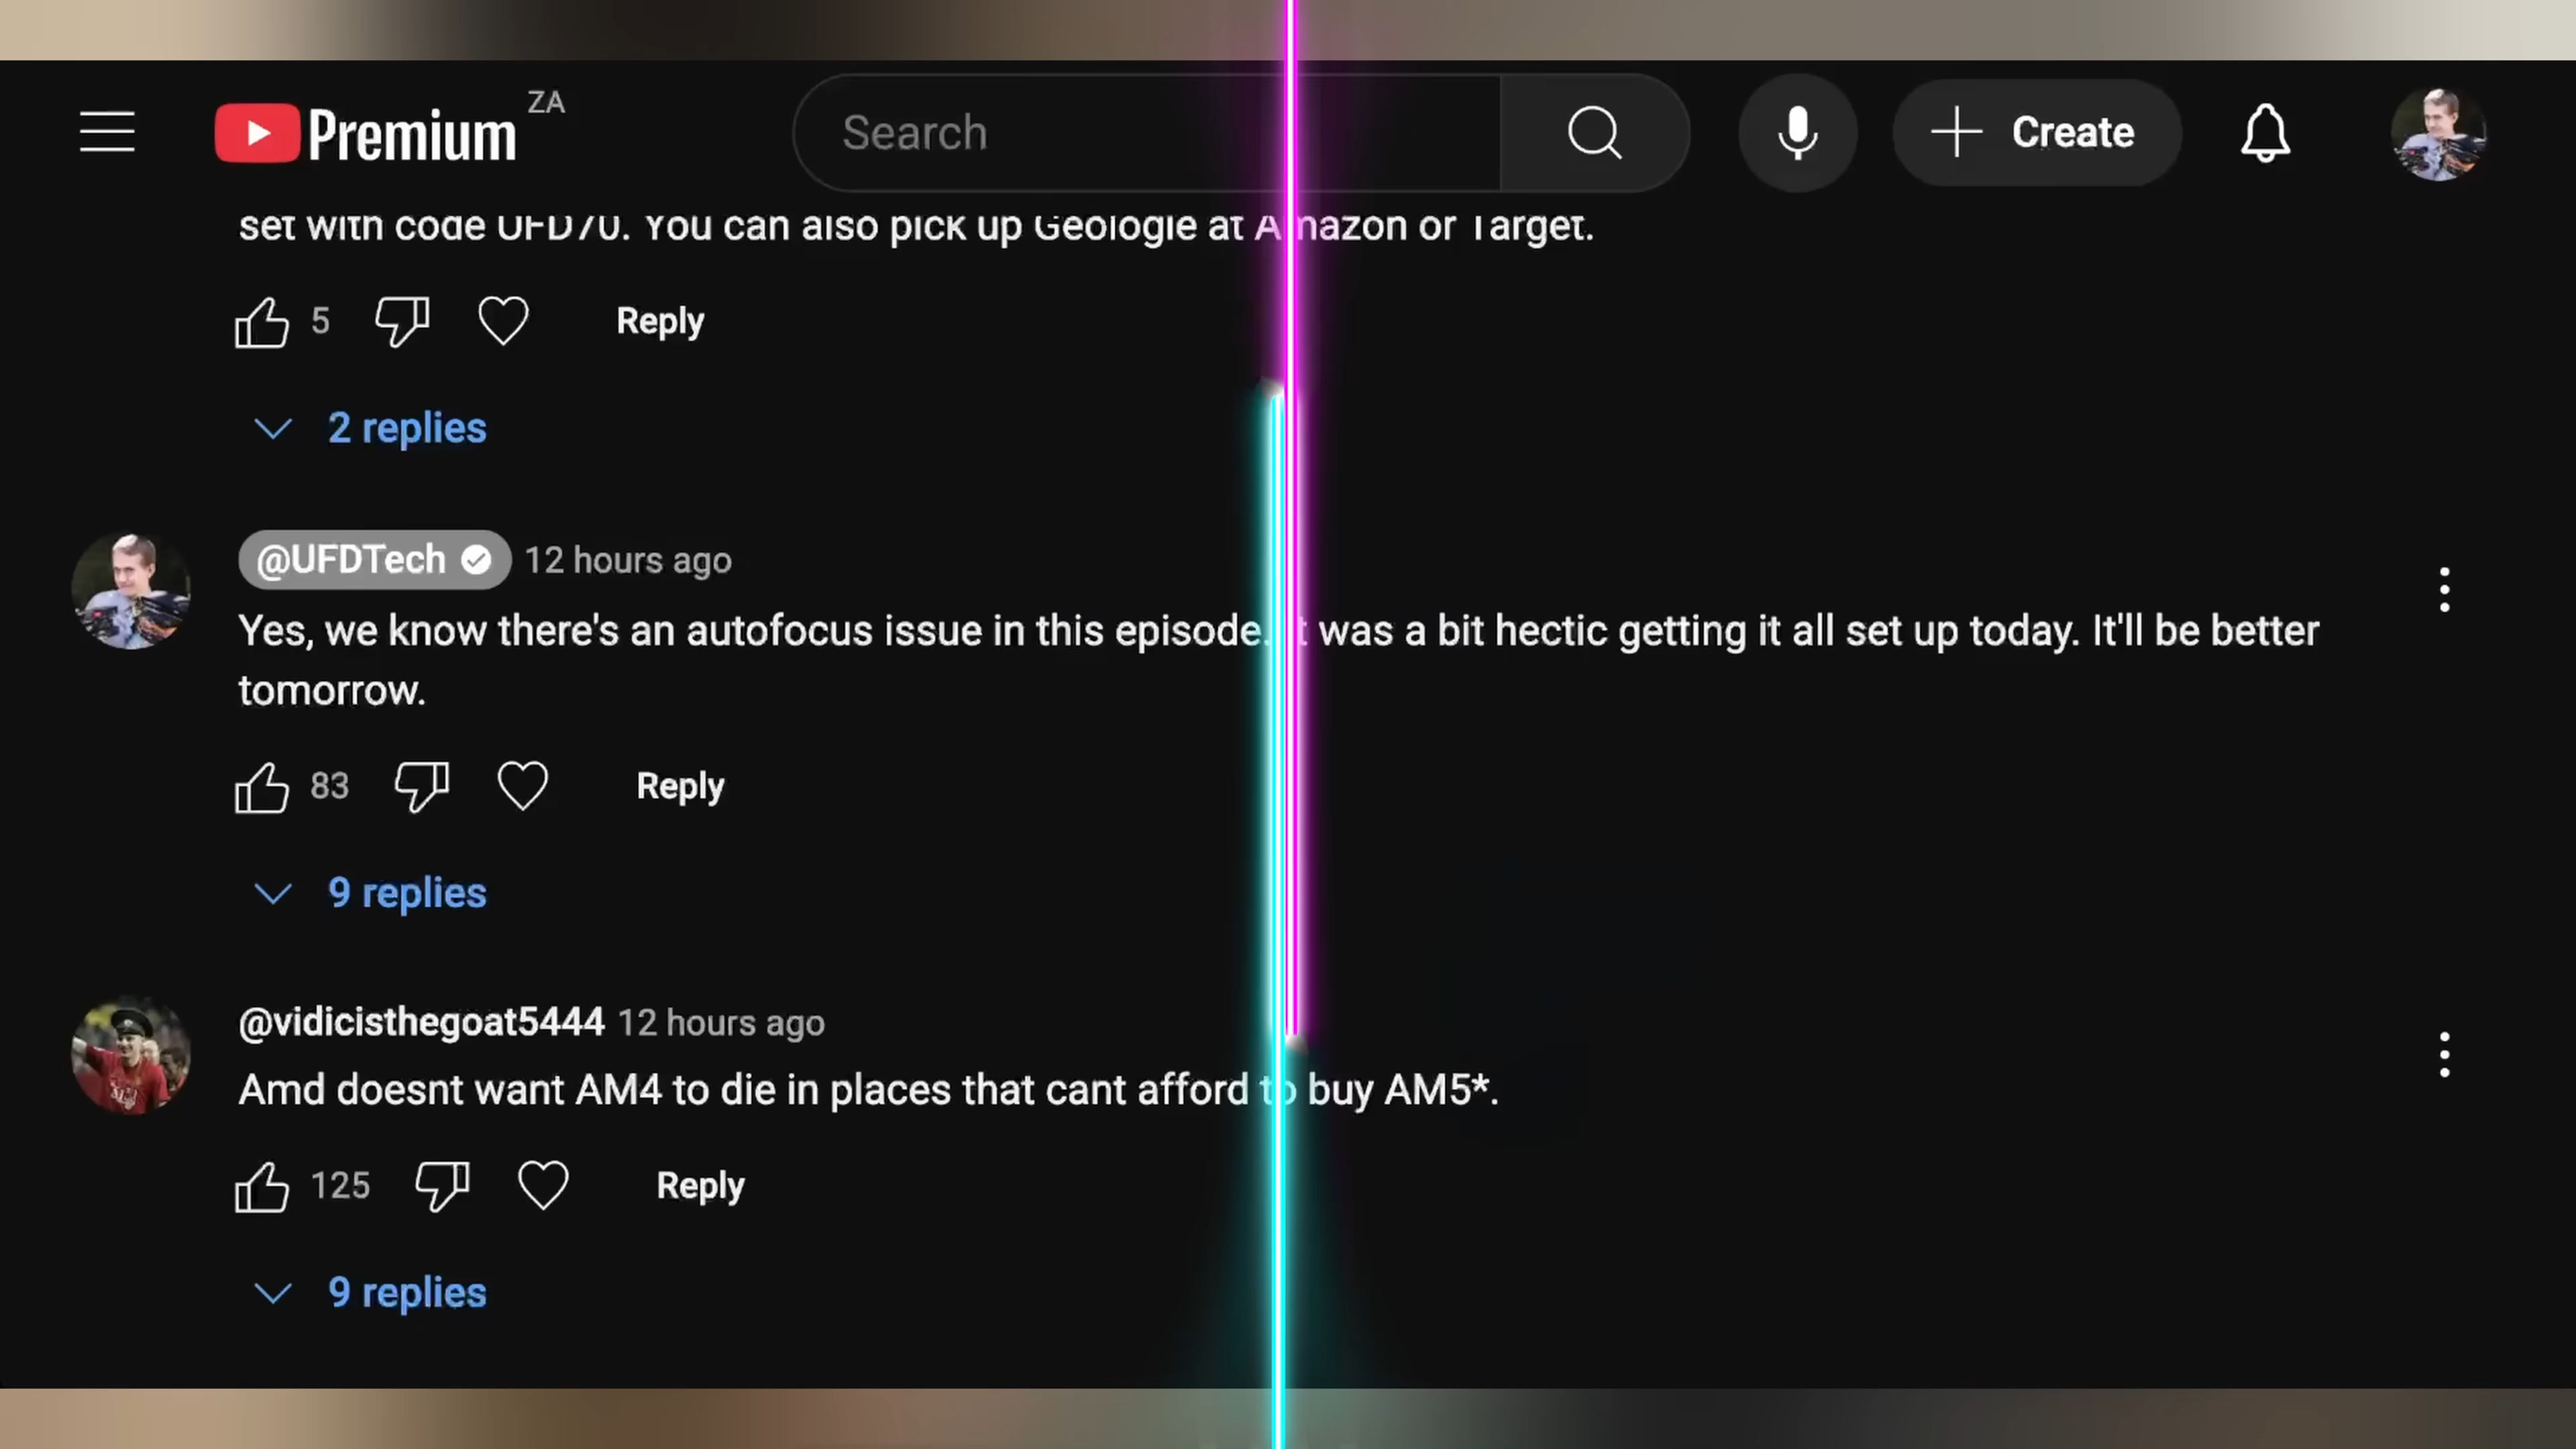 Premium ZA
Search
Create
set with code UFD70. You can also pick up Geologie at Amazon or Target.
5 Reply
2 replies
@UFDTech 12 hours ago
Yes, we know there's an autofocus issue in this episode. It was a bit hectic getting it all set up today. It'll be better
tomorrow.
83 Reply
9 replies
@vidicisthegoat5444 12 hours ago
Amd doesnt want AM4 to die in places that cant afford to buy AM5*.
125 Reply
9 replies